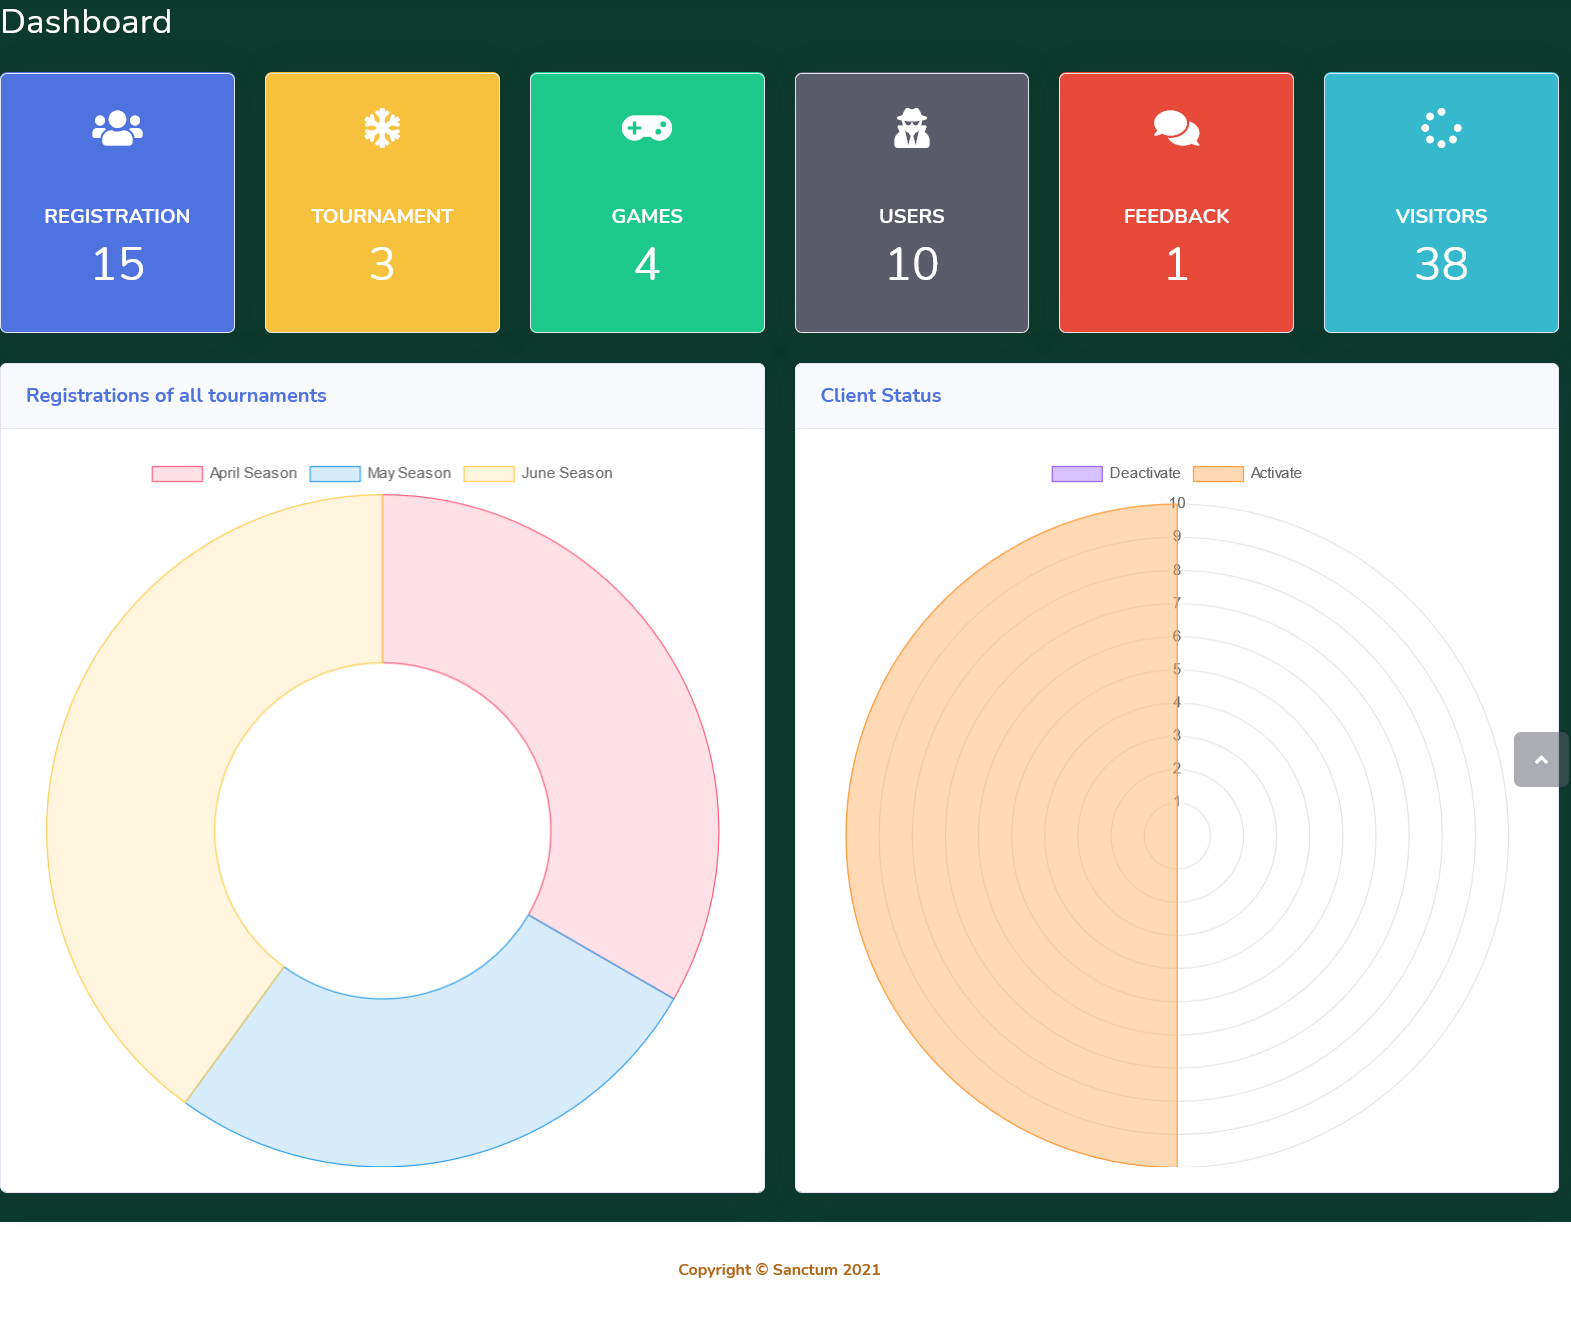 Dashboard
REGISTRATION
15
TOURNAMENT
3
GAMES
4
USERS
10
FEEDBACK
1
VISITORS
38
Registrations of all tournaments
April Season May Season June Season
Client Status
Deactivate Activate
10
9
8
7
6
5
4
3
2
1
Copyright © Sanctum 2021